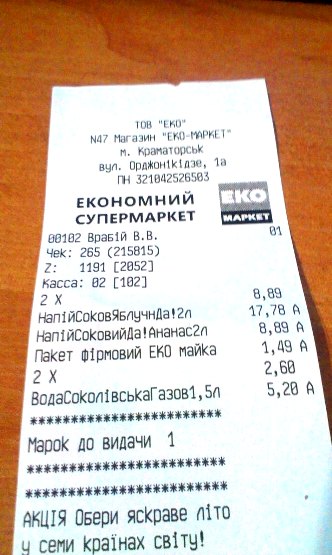 ТОВ "ЕКО"
N47 Магазин "ЕКО-МАРКЕТ"
м. Краматорськ
вул. Орджонікідзе, 1а
ПН 321042526503
ЕКОНОМНИЙ
СУПЕРМАРКЕТ
ЕКО
МАРКЕТ
00102 Врабій В.В. 01
Чек: 265 (215815)
Z: 1191 [2052]
Касса: 02 [102]
2 X 8,89
НапійСоковЯблучнДа!2л 17,78 А
НапійСоковийДа!Ананас2л 8,89 А
Пакет фірмовий ЕКО майка 1,49 А
2 X 2,60
ВодаСоколівськаГазов1,5л 5,20 А
************************
Марок до видачи 1
************************
************************
АКЦІЯ Обери яскраве літо
у семи країнах світу!